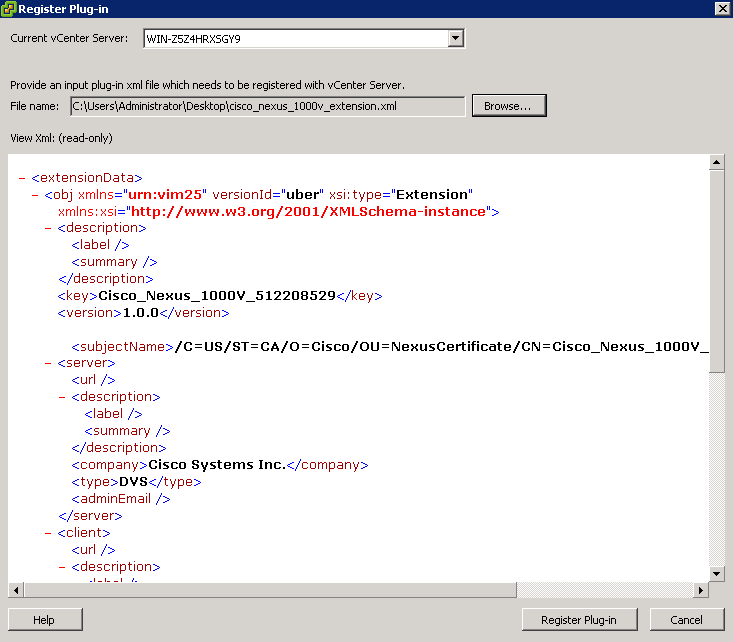 Register Plug-in
Current vCenter Server: WIN-Z5Z4HRXSGY9
Provide an input plug-in xml file which needs to be registered with vCenter Server.
File name: C:\Users\Administrator\Desktop\cisco_nexus_1000v_extension.xml Browse...
View Xml: (read-only)
- <extensionData>
- <obj xmlns="urn:vim25" versionId="uber" xsi:type="Extension"
xmlns:xsi="http://www.w3.org/2001/XMLSchema-instance">
- <description>
<label />
<summary />
</description>
<key>Cisco_Nexus_1000V_512208529</key>
<version>1.0.0</version>
<subjectName>/C=US/ST=CA/O=Cisco/OU=NexusCertificate/CN=Cisco_Nexus_1000V_
- <server>
<url />
- <description>
<label />
<summary />
</description>
<company>Cisco Systems Inc.</company>
<type>DVS</type>
<adminEmail />
</server>
- <client>
<url />
- <description>
Help Register Plug-in Cancel